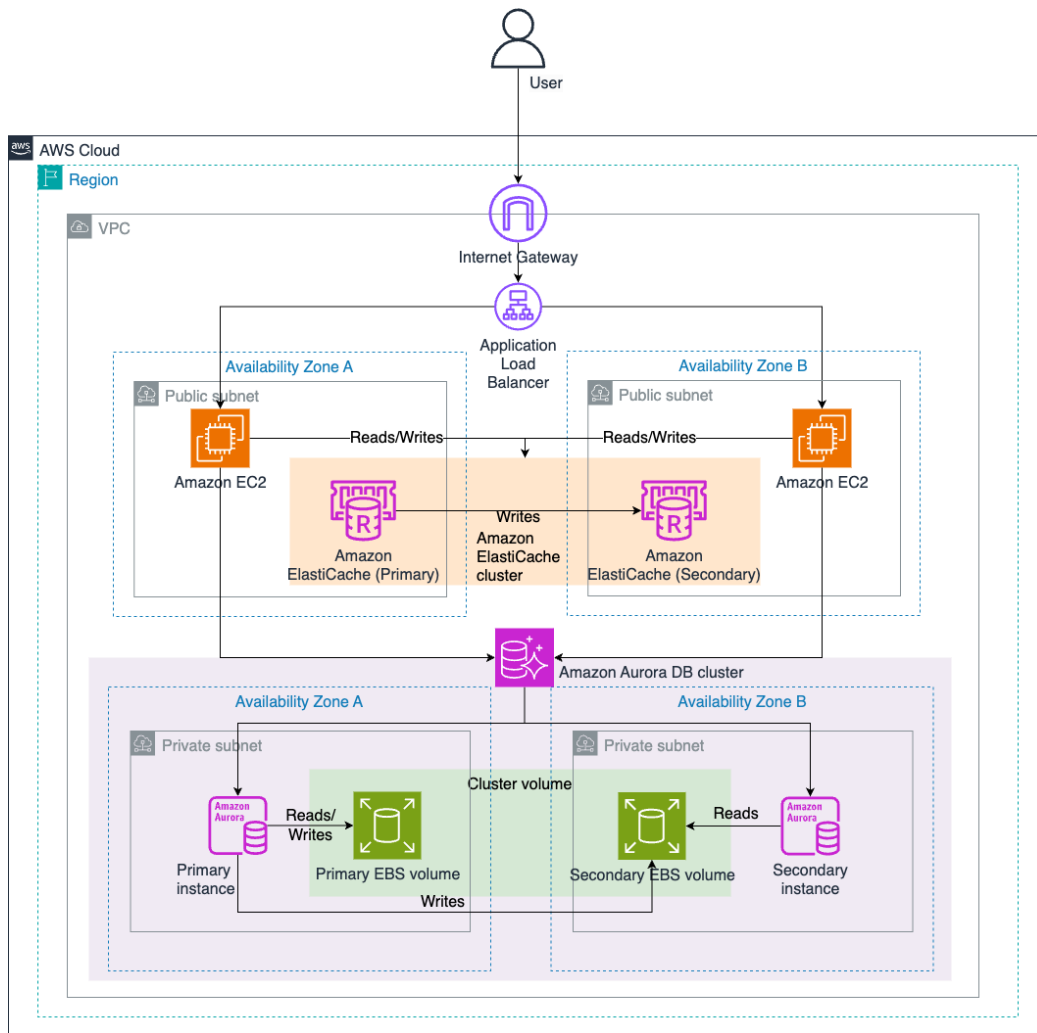 User
aws
AWS Cloud
Region
VPC
Internet Gateway
Application
Load
Balancer
Availability Zone A
Availability Zone B
Public subnet
Public subnet
Reads/Writes
Reads/Writes
Amazon EC2
Amazon EC2
R
R
Writes
Amazon
ElastiCache (Primary)
Amazon
ElastiCache
cluster
Amazon
ElastiCache (Secondary)
Amazon Aurora DB cluster
Availability Zone A
Availability Zone B
Private subnet
Private subnet
Cluster volume
Amazon
Aurora
Reads/
Writes
Reads
Amazon
Aurora
Primary
instance
Primary EBS volume
Secondary EBS volume
Secondary
instance
Writes